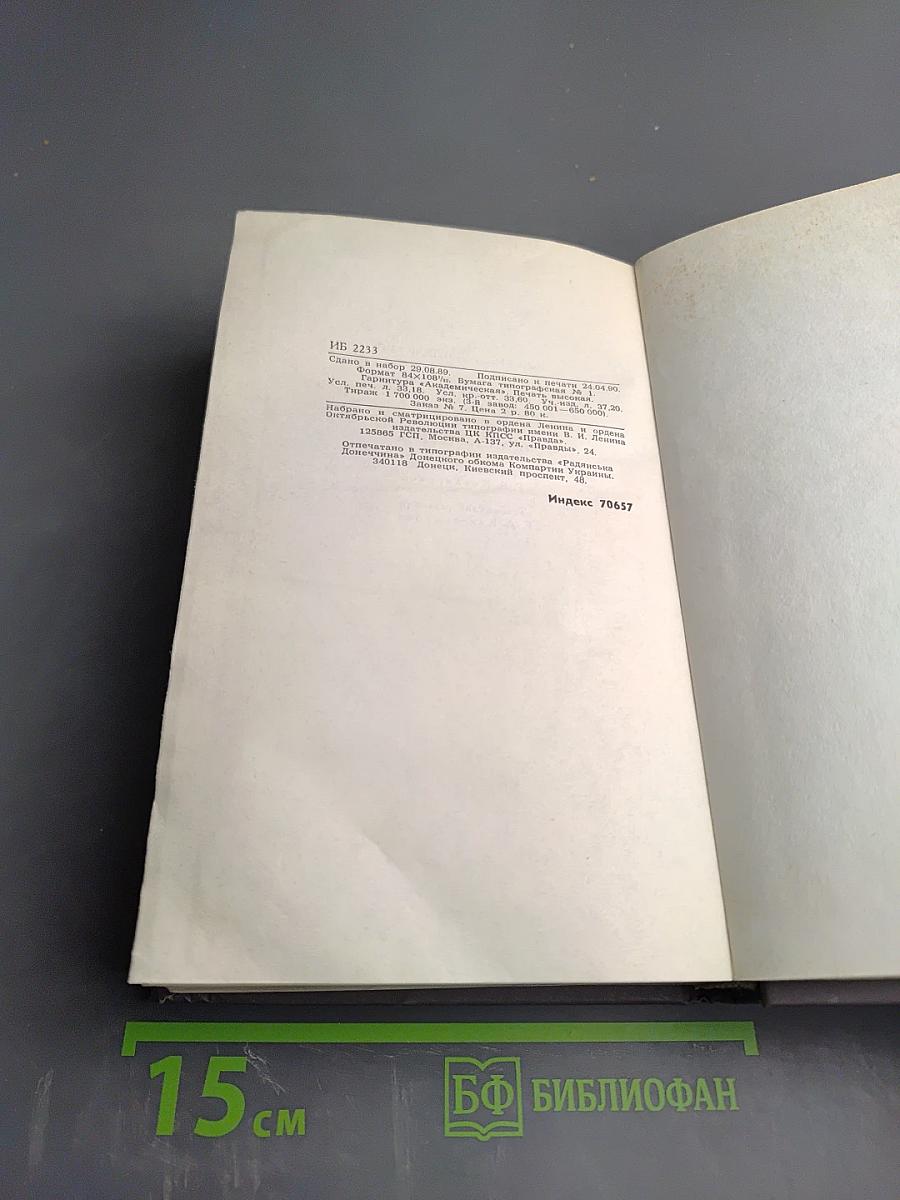 ИБ 2233
Сдано в набор 29.08.89. Подписано к печати 24.04.90.
Формат 84×108¹/₃₂. Бумага типографская № 1.
Гарнитура «Академическая». Печать высокая.
Усл. печ. л. 33,18. Усл. кр.-отт. 33,60. Уч.-изд. л. 37,20.
Тираж 1 700 000 экз. (3-й завод: 450 001—650 000).
Заказ № 7. Цена 2 р. 80 к.
Набрано и сматрицировано в ордена Ленина и ордена
Октябрьской Революции типографии имени В. И. Ленина
издательства ЦК КПСС «Правда».
125865 ГСП, Москва, А-137, ул. «Правды», 24.
Отпечатано в типографии издательства «Радянська
Донеччина» Донецкого обкома Компартии Украины.
340118 Донецк, Киевский проспект, 48.
Индекс 70657
15 см
БФ БИБЛИОФАН